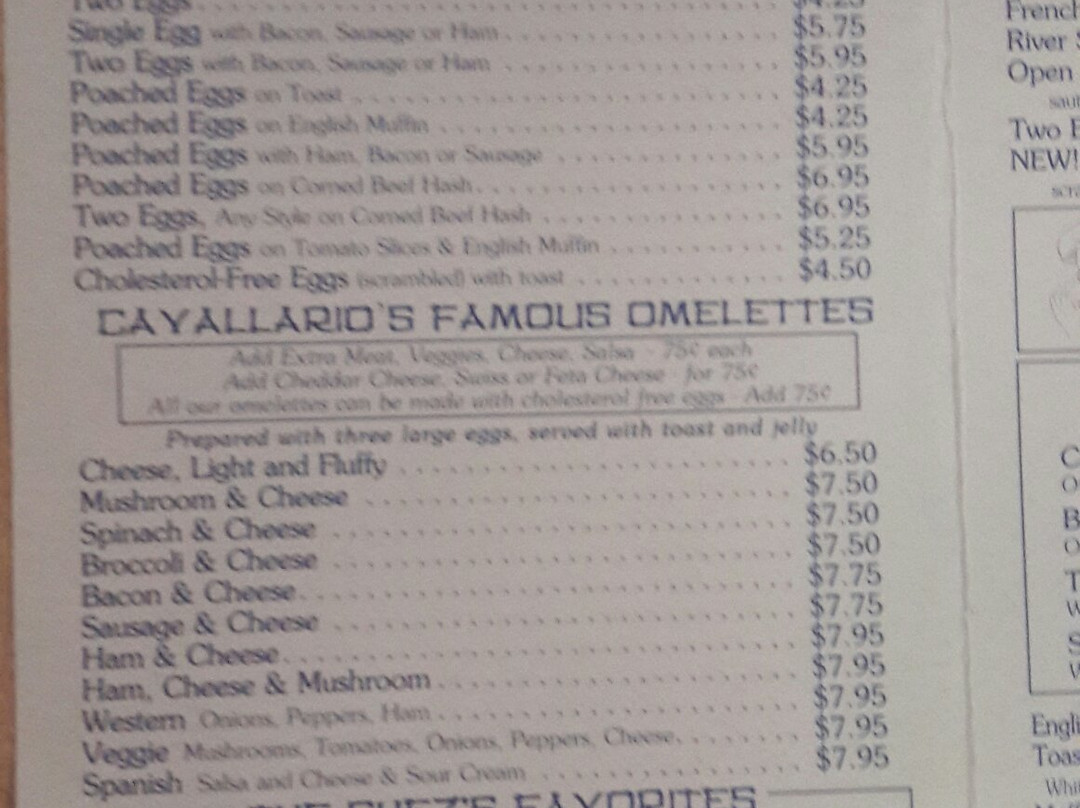 Two Eggs $4.25
Single Egg with Bacon, Sausage or Ham $5.75
Two Eggs with Bacon, Sausage or Ham $5.95
Poached Eggs on Toast $4.25
Poached Eggs on English Muffin $4.25
Poached Eggs with Ham, Bacon or Sausage $5.95
Poached Eggs on Corned Beef Hash $6.95
Two Eggs, Any Style on Corned Beef Hash $6.95
Poached Eggs on Tomato Slices & English Muffin $5.25
Cholesterol-Free Eggs (scrambled) with toast $4.50
CAVALLARIO'S FAMOUS OMELETTES
Add Extra Meat, Veggies, Cheese, Salsa - 75¢ each
Add Cheddar Cheese, Swiss or Feta Cheese - for 75¢
All our omelettes can be made with cholesterol free eggs - Add 75¢
Prepared with three large eggs, served with toast and jelly
Cheese, Light and Fluffy $6.50
Mushroom & Cheese $7.50
Spinach & Cheese $7.50
Broccoli & Cheese $7.50
Bacon & Cheese $7.75
Sausage & Cheese $7.75
Ham & Cheese $7.95
Ham, Cheese & Mushroom $7.95
Western Onions, Peppers, Ham $7.95
Veggie Mushrooms, Tomatoes, Onions, Peppers, Cheese $7.95
Spanish Salsa and Cheese & Sour Cream $7.95
FAVORITES
French
River
Open
Two
NEW!